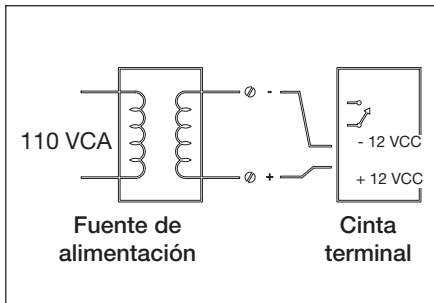 -
110 VCA
- 12 VCC
+ 12 VCC
+
Fuente de
alimentación
Cinta
terminal